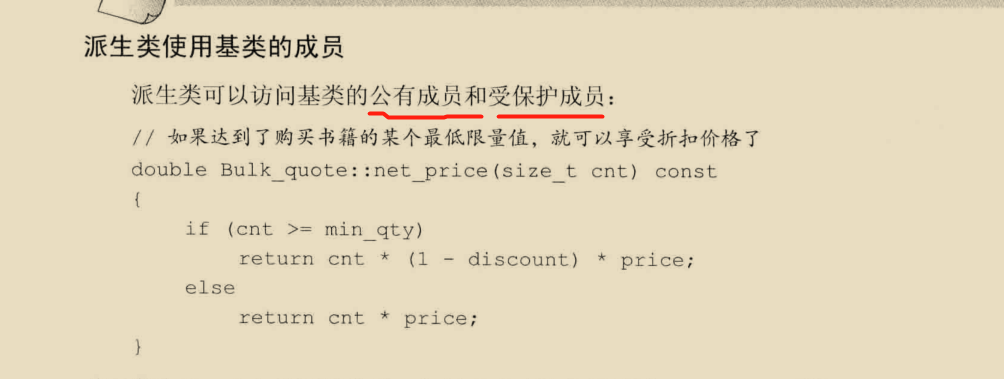 派生类使用基类的成员
派生类可以访问基类的公有成员和受保护成员：
// 如果达到了购买书籍的某个最低限量值，就可以享受折扣价格了
double Bulk_quote::net_price(size_t cnt) const
{
if (cnt >= min_qty)
return cnt * (1 - discount) * price;
else
return cnt * price;
}